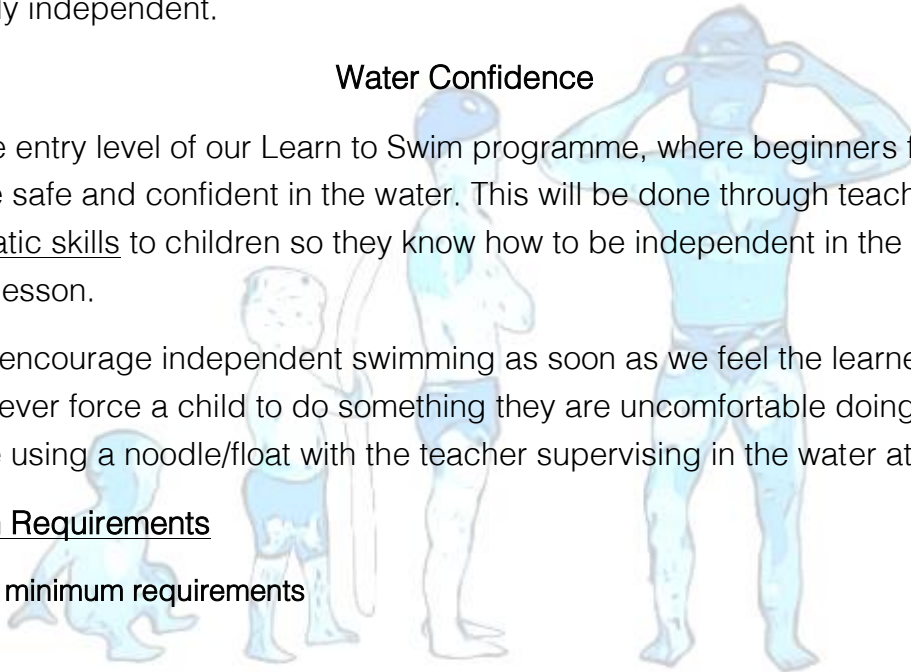 ly independent.
Water Confidence
e entry level of our Learn to Swim programme, where beginners f
e safe and confident in the water. This will be done through teach
atic skills to children so they know how to be independent in the
esson.
encourage independent swimming as soon as we feel the learne
ever force a child to do something they are uncomfortable doing
e using a noodle/float with the teacher supervising in the water at
Requirements
minimum requirements